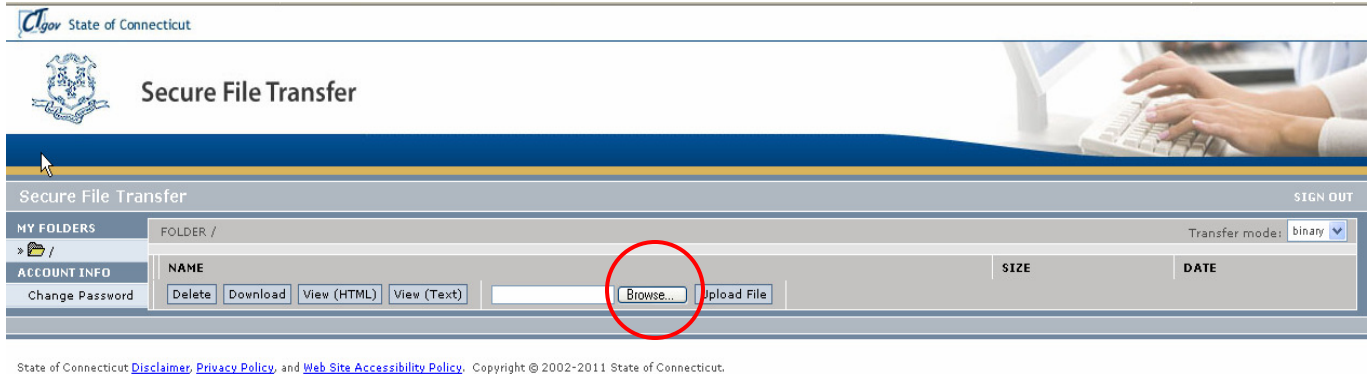 CT.gov State of Connecticut
Secure File Transfer
Secure File Transfer
SIGN OUT
MY FOLDERS
FOLDER /
Transfer mode: binary
» /
ACCOUNT INFO
NAME
SIZE
DATE
Change Password
Delete Download View (HTML) View (Text) Browse... Upload File
State of Connecticut Disclaimer, Privacy Policy, and Web Site Accessibility Policy. Copyright © 2002-2011 State of Connecticut.